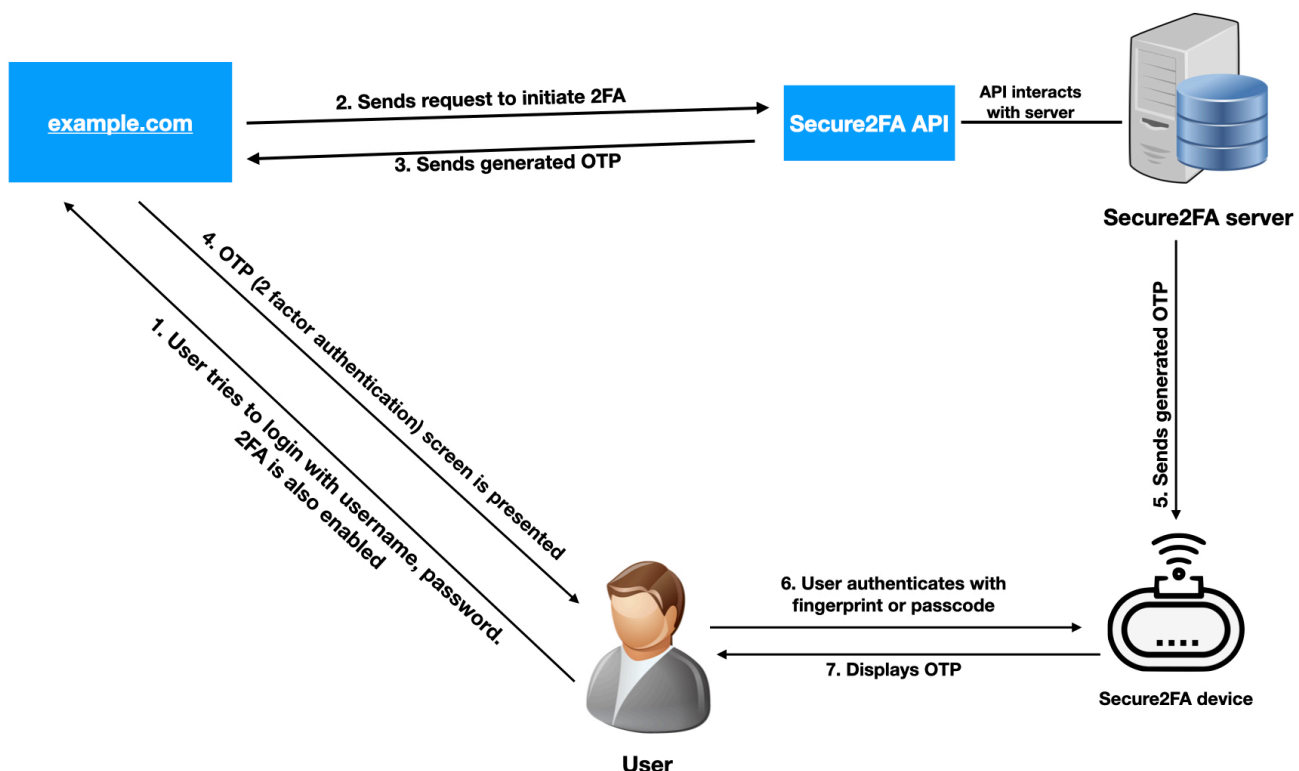 example.com
2. Sends request to initiate 2FA
3. Sends generated OTP
Secure2FA API
API interacts
with server
Secure2FA server
4. OTP (2 factor authentication) screen is presented
1. User tries to login with username, password.
2FA is also enabled
5. Sends generated OTP
6. User authenticates with
fingerprint or passcode
7. Displays OTP
Secure2FA device
User